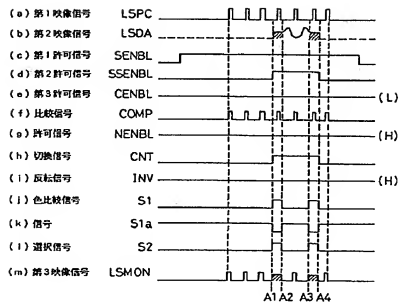 (a) 第1映像信号 LSPC
(b) 第2映像信号 LSDA
(c) 第1許可信号 SENBL
(d) 第2許可信号 SSENBL
(e) 第3許可信号 CENBL (L)
(f) 比較信号 COMP
(g) 許可信号 NENBL (H)
(h) 切換信号 CNT
(i) 反転信号 INV (H)
(j) 色比較信号 S1
(k) 信号 S1a
(l) 選択信号 S2
(m) 第3映像信号 LSMON
A1 A2 A3 A4